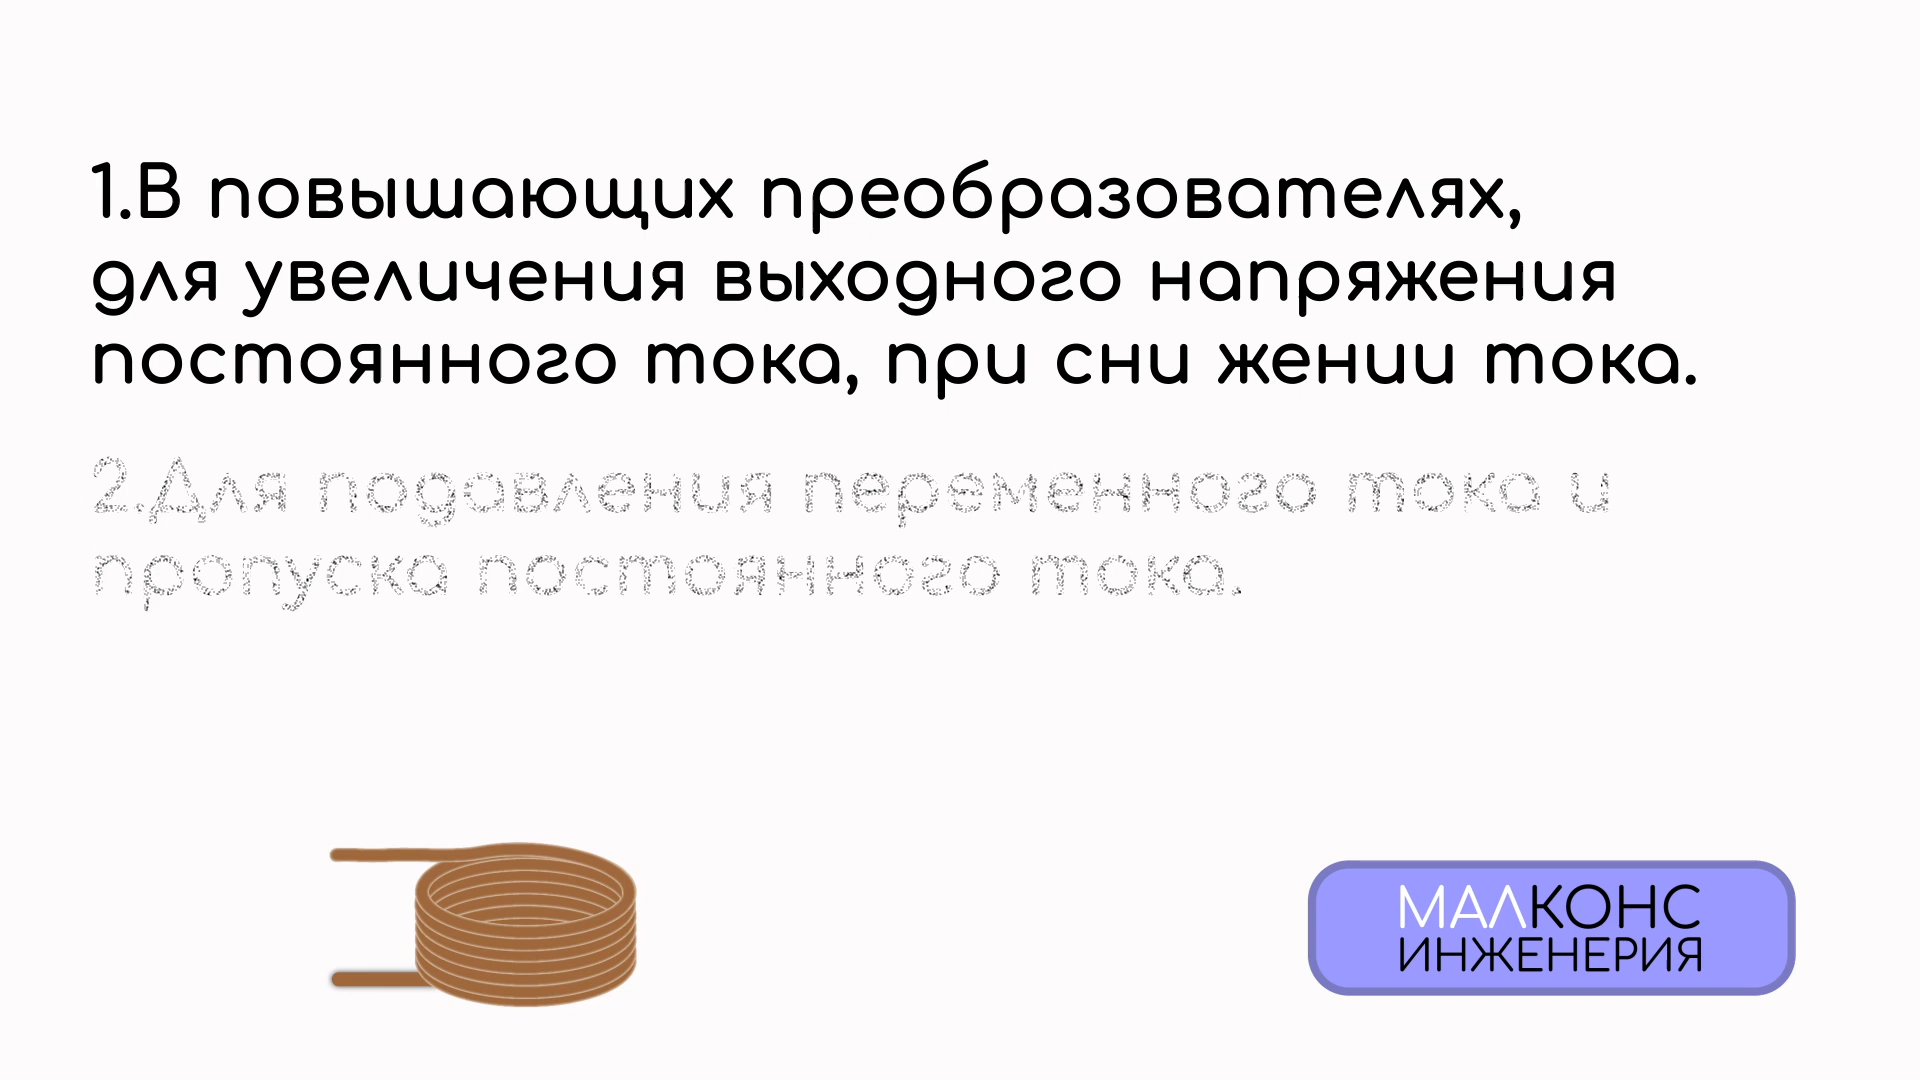 1.В повышающих преобразователях,
для увеличения выходного напряжения
постоянного тока, при сни жении тока.
2.Для подавления переменного тока и
пропуска постоянного тока.
МАЛКОНС
ИНЖЕНЕРИЯ